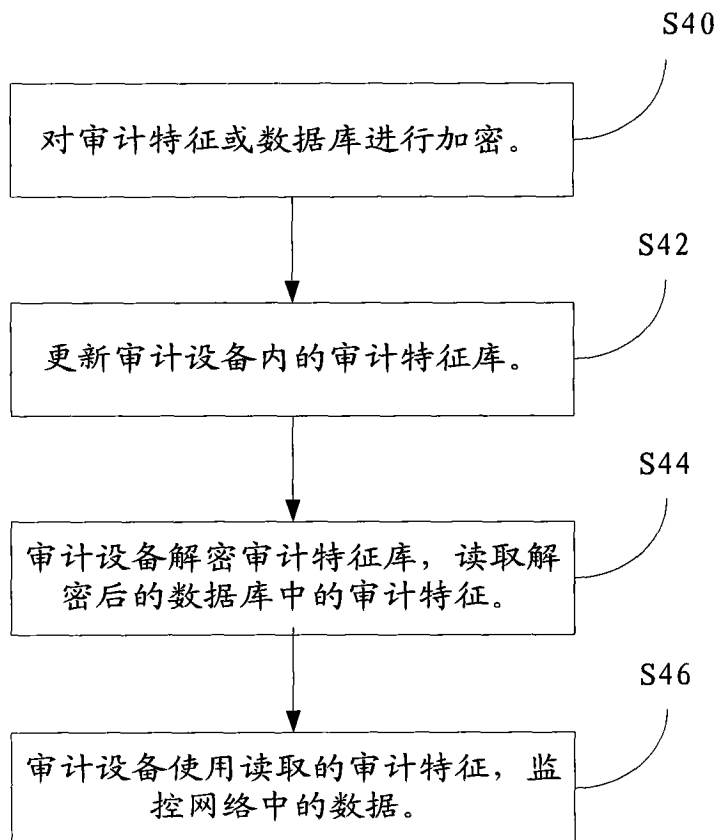 S40
对审计特征或数据库进行加密。
S42
更新审计设备内的审计特征库。
S44
审计设备解密审计特征库，读取解
密后的数据库中的审计特征。
S46
审计设备使用读取的审计特征，监
控网络中的数据。